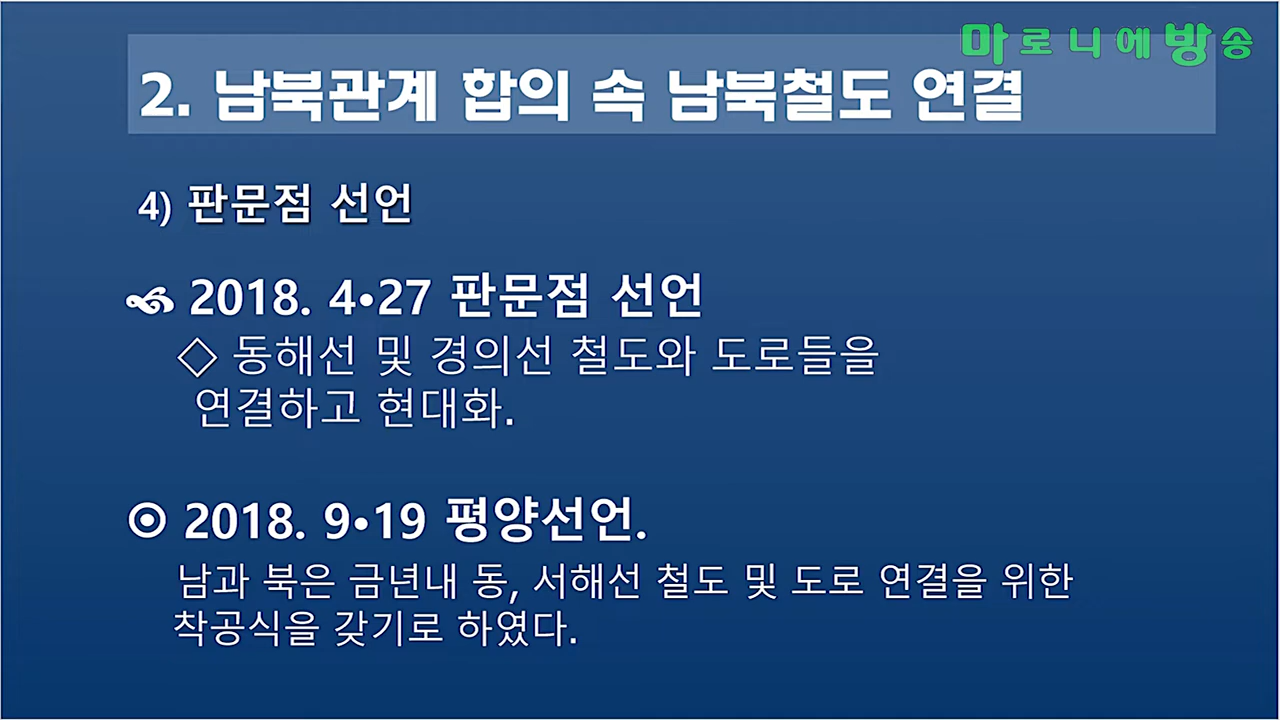 마로니에방송
2. 남북관계 합의 속 남북철도 연결
4) 판문점 선언
2018. 4•27 판문점 선언
◇ 동해선 및 경의선 철도와 도로들을
연결하고 현대화.
⊙ 2018. 9•19 평양선언.
남과 북은 금년내 동, 서해선 철도 및 도로 연결을 위한
착공식을 갖기로 하였다.